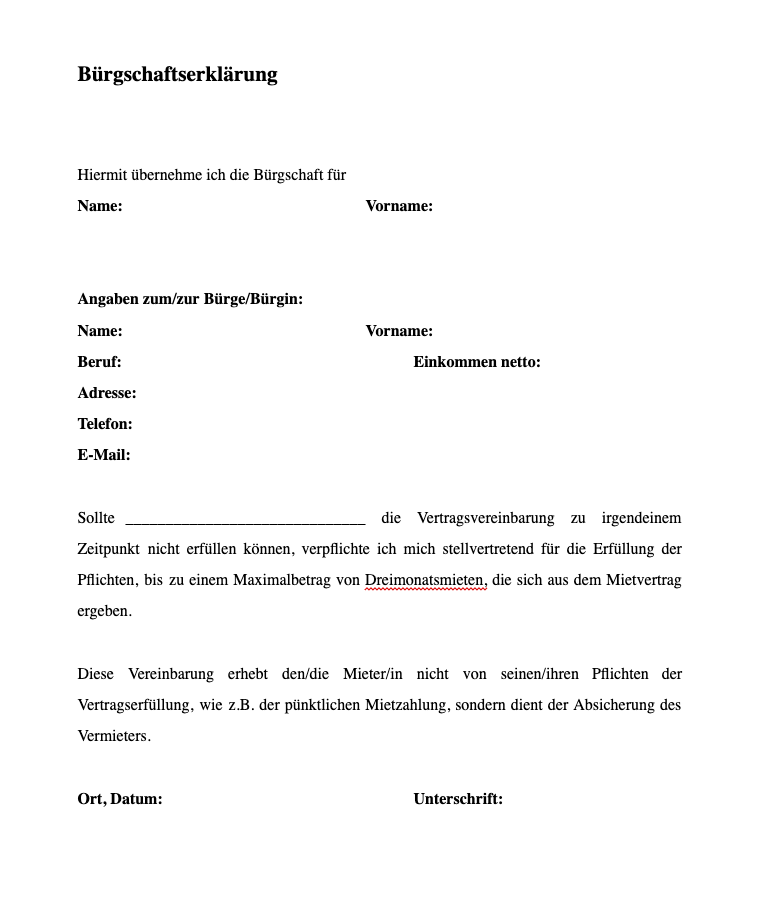 Bürgschaftserklärung
Hiermit übernehme ich die Bürgschaft für
Name: Vorname:
Angaben zum/zur Bürge/Bürgin:
Name: Vorname:
Beruf: Einkommen netto:
Adresse:
Telefon:
E-Mail:
Sollte ______________________________ die Vertragsvereinbarung zu irgendeinem
Zeitpunkt nicht erfüllen können, verpflichte ich mich stellvertretend für die Erfüllung der
Pflichten, bis zu einem Maximalbetrag von Dreimonatsmieten, die sich aus dem Mietvertrag
ergeben.
Diese Vereinbarung erhebt den/die Mieter/in nicht von seinen/ihren Pflichten der
Vertragserfüllung, wie z.B. der pünktlichen Mietzahlung, sondern dient der Absicherung des
Vermieters.
Ort, Datum: Unterschrift: